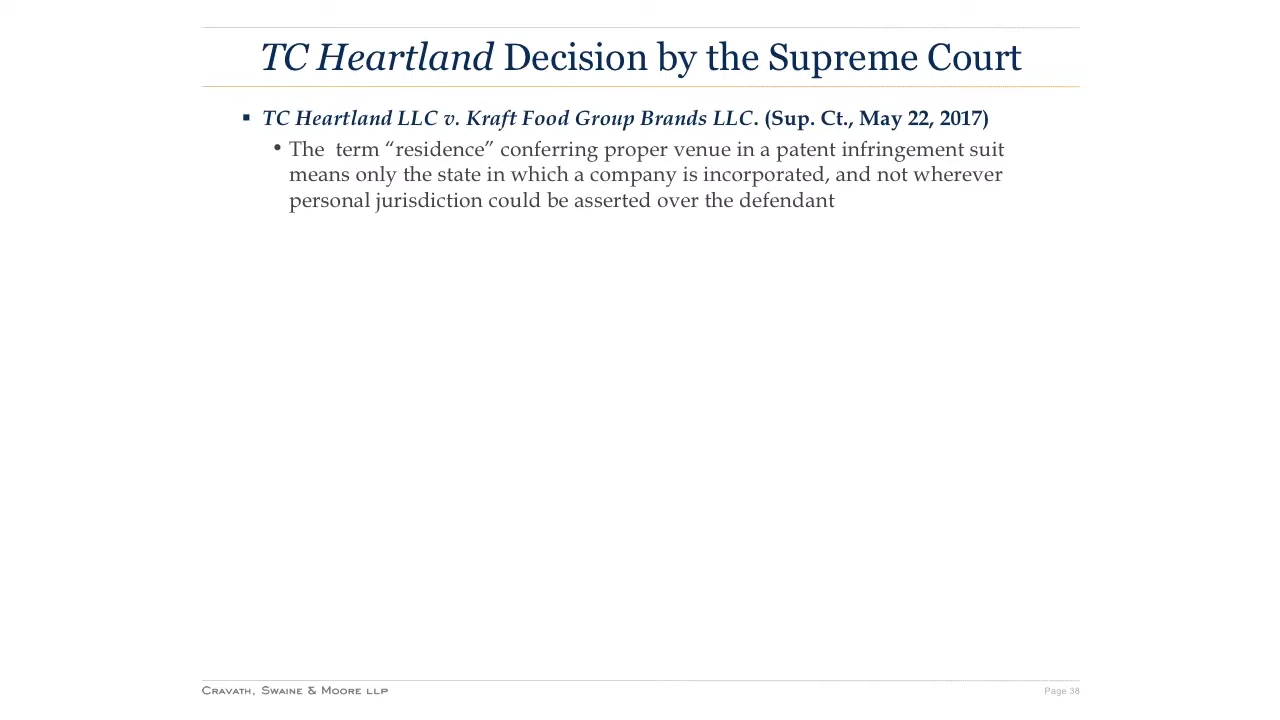 TC Heartland Decision by the Supreme Court
▪ TC Heartland LLC v. Kraft Food Group Brands LLC. (Sup. Ct., May 22, 2017)
• The  term “residence” conferring proper venue in a patent infringement suit
means only the state in which a company is incorporated, and not wherever
personal jurisdiction could be asserted over the defendant
Cravath, Swaine & Moore LLP
Page 38